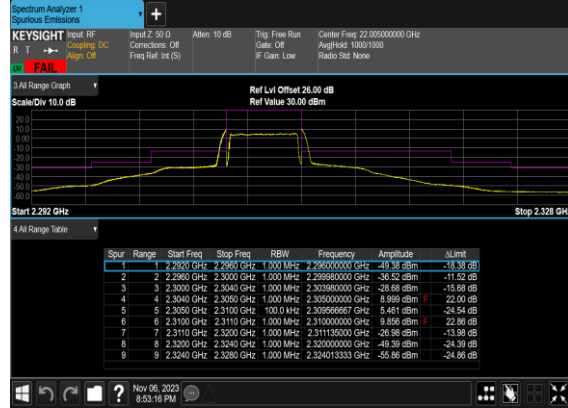 Spectrum Analyzer 1
Spurious Emissions
KEYSIGHT
R T
Input: RF
Coupling: DC
Align: Off
Input Z: 50 Ω
Corrections: Off
Freq Ref: Int (S)
Atten: 10 dB
Trig: Free Run
Gate: Off
IF Gain: Low
Center Freq: 22.005000000 GHz
Avg|Hold: 1000/1000
Radio Std: None
FAIL
3 All Range Graph
Scale/Div 10.0 dB
Ref Lvl Offset 26.00 dB
Ref Value 30.00 dBm
20.0
10.0
0.00
-10.0
-20.0
-30.0
-40.0
-50.0
-60.0
Start 2.292 GHz
Stop 2.328 GH
4 All Range Table
Spur Range Start Freq Stop Freq RBW Frequency Amplitude ΔLimit
1 1 2.2920 GHz 2.2960 GHz 1.000 MHz 2.296000000 GHz -49.38 dBm -18.38 dB
2 2 2.2960 GHz 2.3000 GHz 1.000 MHz 2.299980000 GHz -36.52 dBm -11.52 dB
3 3 2.3000 GHz 2.3040 GHz 1.000 MHz 2.303980000 GHz -28.68 dBm -15.68 dB
4 4 2.3040 GHz 2.3050 GHz 1.000 MHz 2.305000000 GHz 8.999 dBm F 22.00 dB
5 5 2.3050 GHz 2.3100 GHz 100.0 kHz 2.309566667 GHz 5.461 dBm -24.54 dB
6 6 2.3100 GHz 2.3110 GHz 1.000 MHz 2.310000000 GHz 9.856 dBm F 22.86 dB
7 7 2.3110 GHz 2.3200 GHz 1.000 MHz 2.311135000 GHz -26.98 dBm -13.98 dB
8 8 2.3200 GHz 2.3240 GHz 1.000 MHz 2.320000000 GHz -49.39 dBm -24.39 dB
9 9 2.3240 GHz 2.3280 GHz 1.000 MHz 2.324013333 GHz -55.86 dBm -24.86 dB
Nov 06, 2023
8:53:16 PM